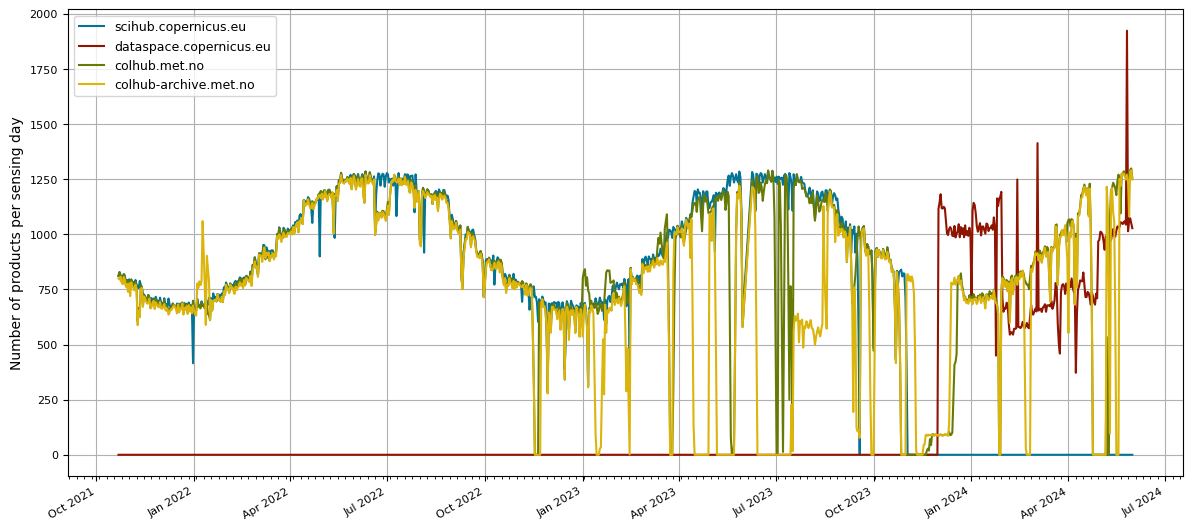 scihub.copernicus.eu
dataspace.copernicus.eu
colhub.met.no
colhub-archive.met.no
Number of products per sensing day
2000
1750
1500
1250
1000
750
500
250
0
Oct 2021
Jan 2022
Apr 2022
Jul 2022
Oct 2022
Jan 2023
Apr 2023
Jul 2023
Oct 2023
Jan 2024
Apr 2024
Jul 2024